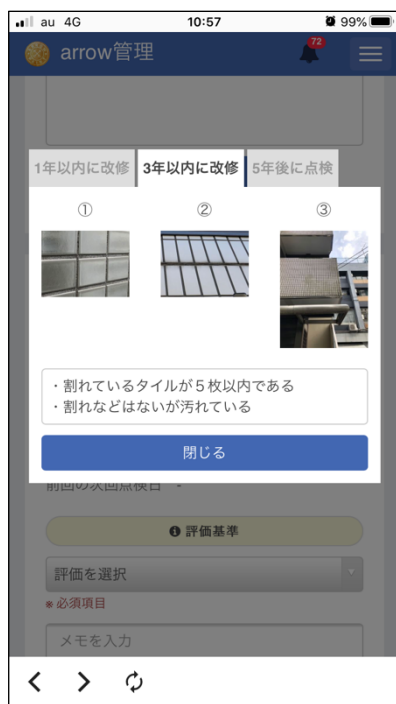 au 4G 10:57 99%
arrow管理 72
1年以内に改修 3年以内に改修 5年後に点検
① ② ③
・割れているタイルが５枚以内である
・割れなどはないが汚れている
閉じる
前回の次回点検日 -
評価基準
評価を選択
※必須項目
メモを入力